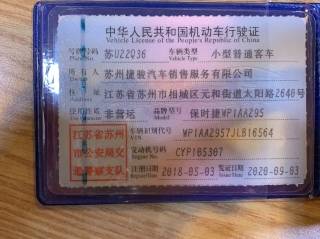 中华人民共和国机动车行驶证
Vehicle License of the People's Republic of China
号牌号码 苏UZ2Q36 车辆类型 Vehicle Type 小型普通客车
所有人 苏州捷骏汽车销售服务有限公司
住址 江苏省苏州市相城区元和街道太阳路2640号
使用性质 非营运 品牌型号 Model 保时捷WP1AA295
江苏省苏州市公安局交通警察支队
车辆识别代号 VIN WP1AA2957JLB16564
发动机号码 Engine No. CYP185307
注册日期 Register Date 2018-05-03 发证日期 Issue Date 2020-09-03